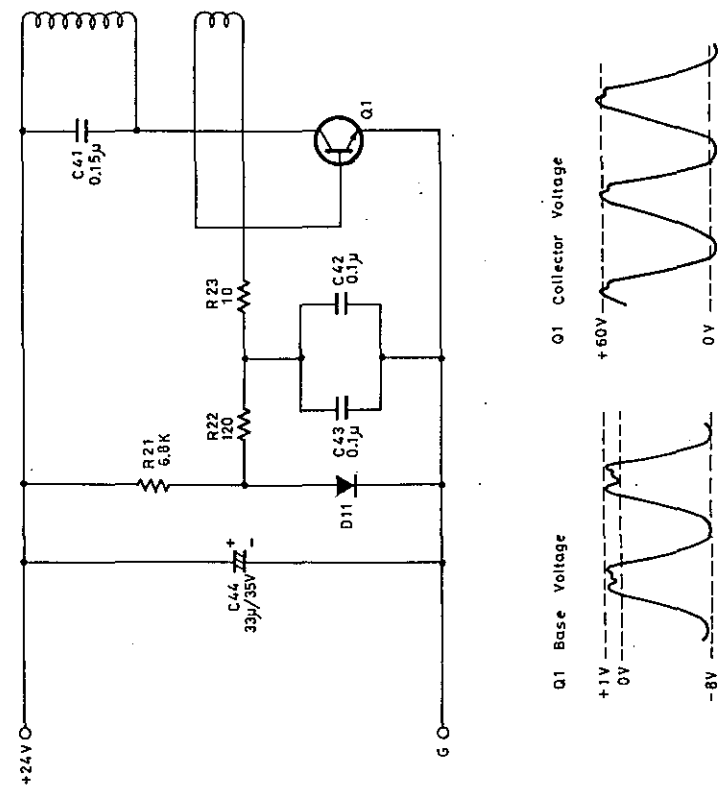 +24V
C44
33µ/35V
+
-
R21
6.8K
D11
R22
120
C43
0.1µ
C42
0.1µ
R23
10
C41
0.15µ
Q1
G
Q1 Base Voltage
+1V
0V
-8V
Q1 Collector Voltage
+60V
0V